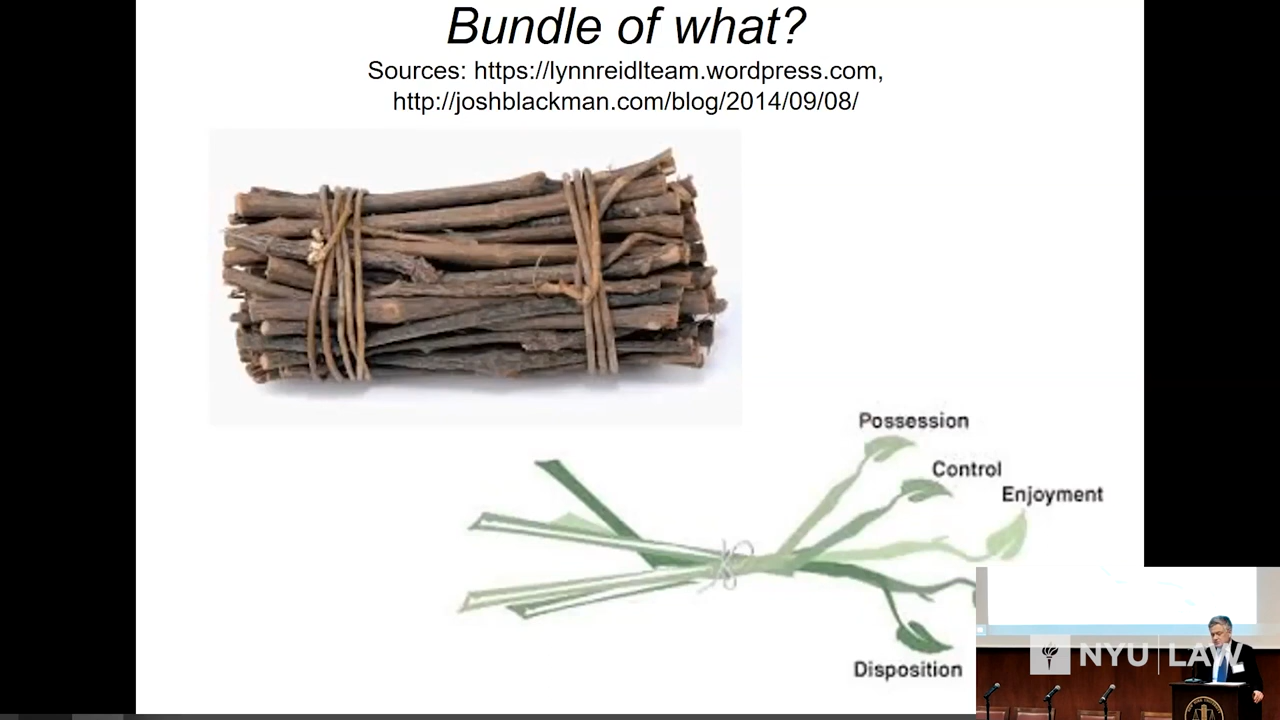 Bundle of what?
Sources: https://lynnreidlteam.wordpress.com,
http://joshblackman.com/blog/2014/09/08/
Possession
Control
Enjoyment
Disposition
NYU LAW